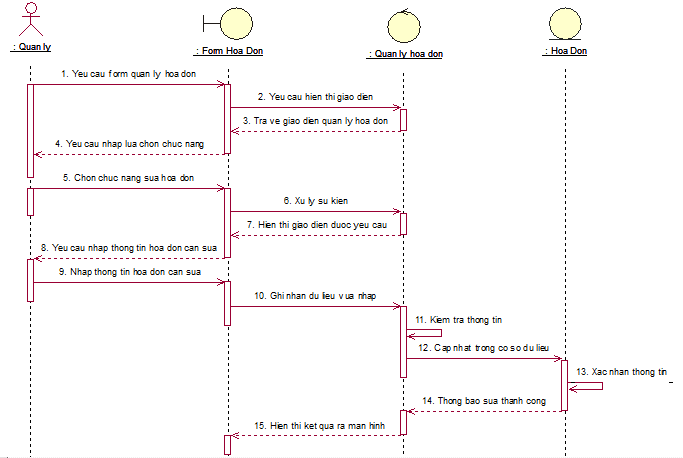 : Quan ly
: Form Hoa Don
: Quan ly hoa don
: Hoa Don
1. Yeu cau form quan ly hoa don
2. Yeu cau hien thi giao dien
3. Tra ve giao dien quan ly hoa don
4. Yeu cau nhap lua chon chuc nang
5. Chon chuc nang sua hoa don
6. Xu ly su kien
7. Hien thi giao dien duoc yeu cau
8. Yeu cau nhap thong tin hoa don can sua
9. Nhap thong tin hoa don can sua
10. Ghi nhan du lieu vua nhap
11. Kiem tra thong tin
12. Cap nhat trong co so du lieu
13. Xac nhan thong tin
14. Thong bao sua thanh cong
15. Hien thi ket qua ra man hinh